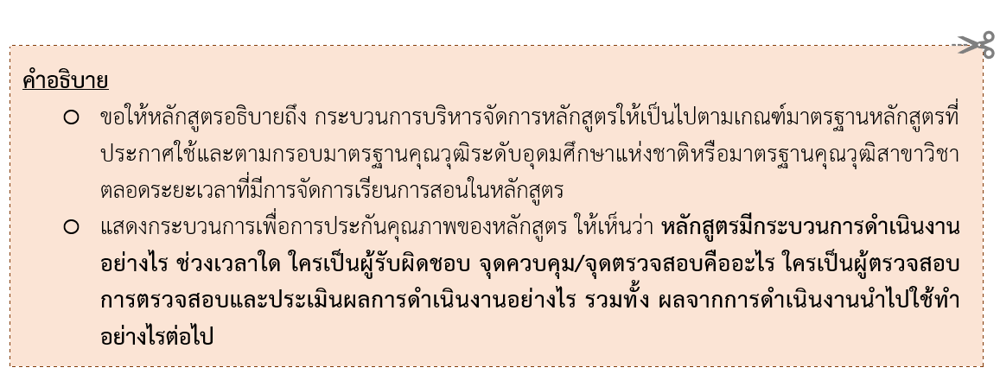 คำอธิบาย
O ขอให้หลักสูตรอธิบายถึง กระบวนการบริหารจัดการหลักสูตรให้เป็นไปตามเกณฑ์มาตรฐานหลักสูตรที่
ประกาศใช้และตามกรอบมาตรฐานคุณวุฒิระดับอุดมศึกษาแห่งชาติหรือมาตรฐานคุณวุฒิสาขาวิชา
ตลอดระยะเวลาที่มีการจัดการเรียนการสอนในหลักสูตร
O แสดงกระบวนการเพื่อการประกันคุณภาพของหลักสูตร ให้เห็นว่า หลักสูตรมีกระบวนการดำเนินงาน
อย่างไร ช่วงเวลาใด ใครเป็นผู้รับผิดชอบ จุดควบคุม/จุดตรวจสอบคืออะไร ใครเป็นผู้ตรวจสอบ
การตรวจสอบและประเมินผลการดำเนินงานอย่างไร รวมทั้ง ผลจากการดำเนินงานนำไปใช้ทำ
อย่างไรต่อไป